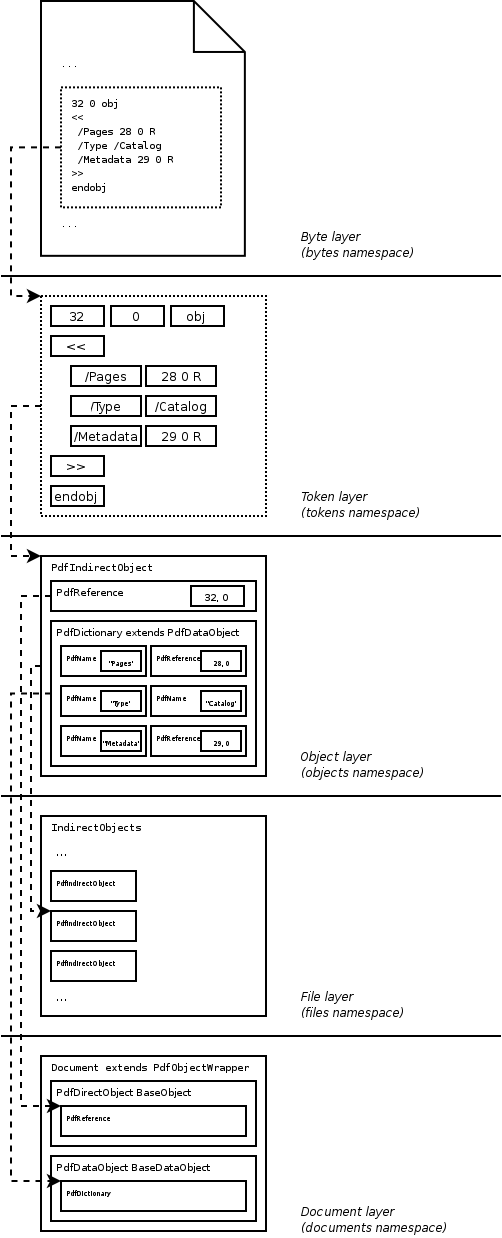 ...
32 0 obj
<<
/Pages 28 0 R
/Type /Catalog
/Metadata 29 0 R
>>
endobj
...
Byte layer
(bytes namespace)
32 0 obj
<<
/Pages 28 0 R
/Type /Catalog
/Metadata 29 0 R
>>
endobj
Token layer
(tokens namespace)
PdfIndirectObject
PdfReference 32, 0
PdfDictionary extends PdfDataObject
PdfName "Pages" PdfReference 28, 0
PdfName "Type" PdfName "Catalog"
PdfName "Metadata" PdfReference 29, 0
Object layer
(objects namespace)
IndirectObjects
...
PdfIndirectObject
PdfIndirectObject
PdfIndirectObject
...
File layer
(files namespace)
Document extends PdfObjectWrapper
PdfDirectObject BaseObject
PdfReference
PdfDataObject BaseDataObject
PdfDictionary
Document layer
(documents namespace)